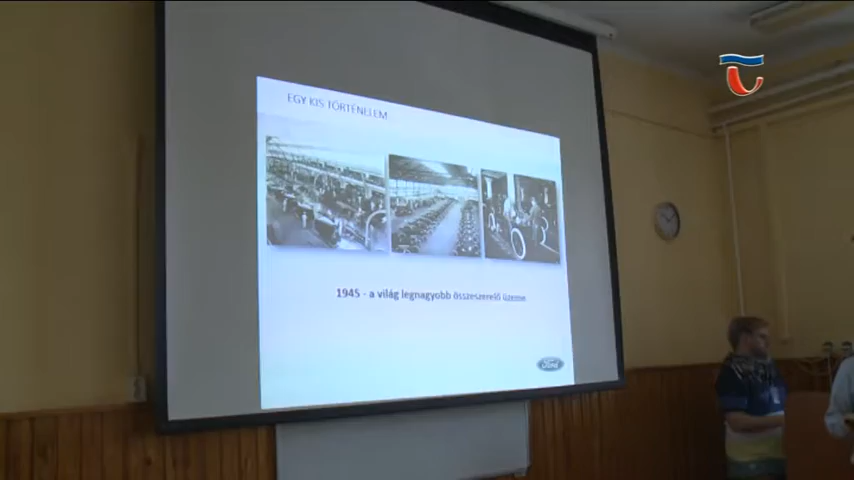 EGY KIS TÖRTÉNELEM
1945 - a világ legnagyobb összeszerelő üzeme
Ford